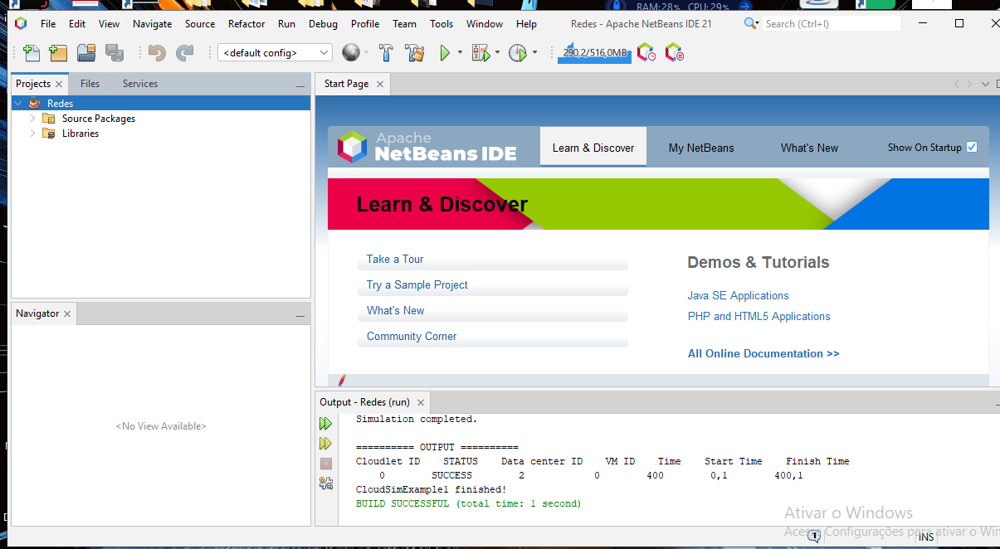 RAM:28% CPU:29%
File Edit View Navigate Source Refactor Run Debug Profile Team Tools Window Help Redes - Apache NetBeans IDE 21 Search (Ctrl+I)
<default config> 290,2/516,0MB
Projects Files Services
Redes
Source Packages
Libraries
Start Page
Apache
NetBeans IDE
Learn & Discover My NetBeans What's New Show On Startup
Learn & Discover
Take a Tour
Try a Sample Project
What's New
Community Corner
Demos & Tutorials
Java SE Applications
PHP and HTML5 Applications
All Online Documentation >>
Navigator
<No View Available>
Output - Redes (run)
Simulation completed.
========== OUTPUT ==========
Cloudlet ID STATUS Data center ID VM ID Time Start Time Finish Time
0 SUCCESS 2 0 400 0,1 400,1
CloudSimExample1 finished!
BUILD SUCCESSFUL (total time: 1 second)
Ativar o Windows
Acesse Configurações para ativar o Win
1 INS